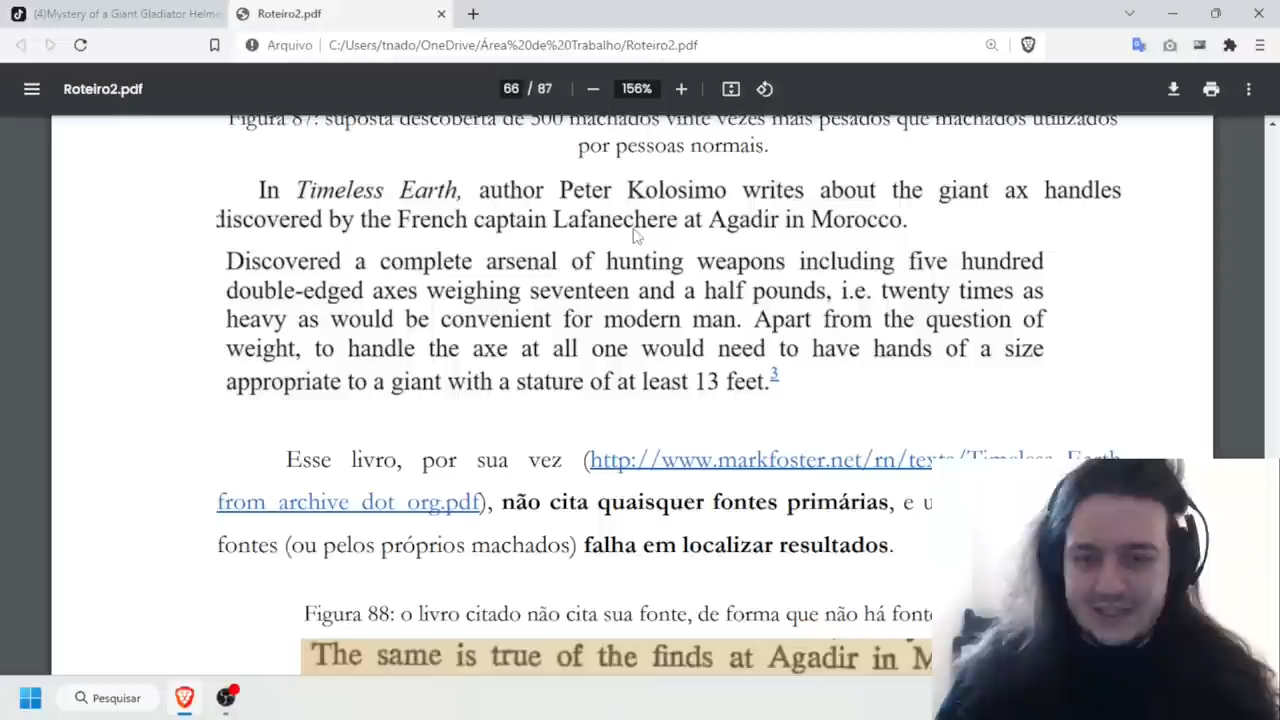 (4)Mystery of a Giant Gladiator Helme
Roteiro2.pdf
Arquivo
C:/Users/tnado/OneDrive/Área%20de%20Trabalho/Roteiro2.pdf
Roteiro2.pdf
66 / 87
156%
Figura 87: suposta descoberta de 500 machados vinte vezes mais pesados que machados utilizados
por pessoas normais.
In Timeless Earth, author Peter Kolosimo writes about the giant ax handles
discovered by the French captain Lafanechere at Agadir in Morocco.
Discovered a complete arsenal of hunting weapons including five hundred
double-edged axes weighing seventeen and a half pounds, i.e. twenty times as
heavy as would be convenient for modern man. Apart from the question of
weight, to handle the axe at all one would need to have hands of a size
appropriate to a giant with a stature of at least 13 feet.3
Esse livro, por sua vez (http://www.markfoster.net/rn/texts/Timeless_Earth
from_archive_dot_org.pdf), não cita quaisquer fontes primárias, e u
fontes (ou pelos próprios machados) falha em localizar resultados.
Figura 88: o livro citado não cita sua fonte, de forma que não há font
The same is true of the finds at Agadir in M
Pesquisar